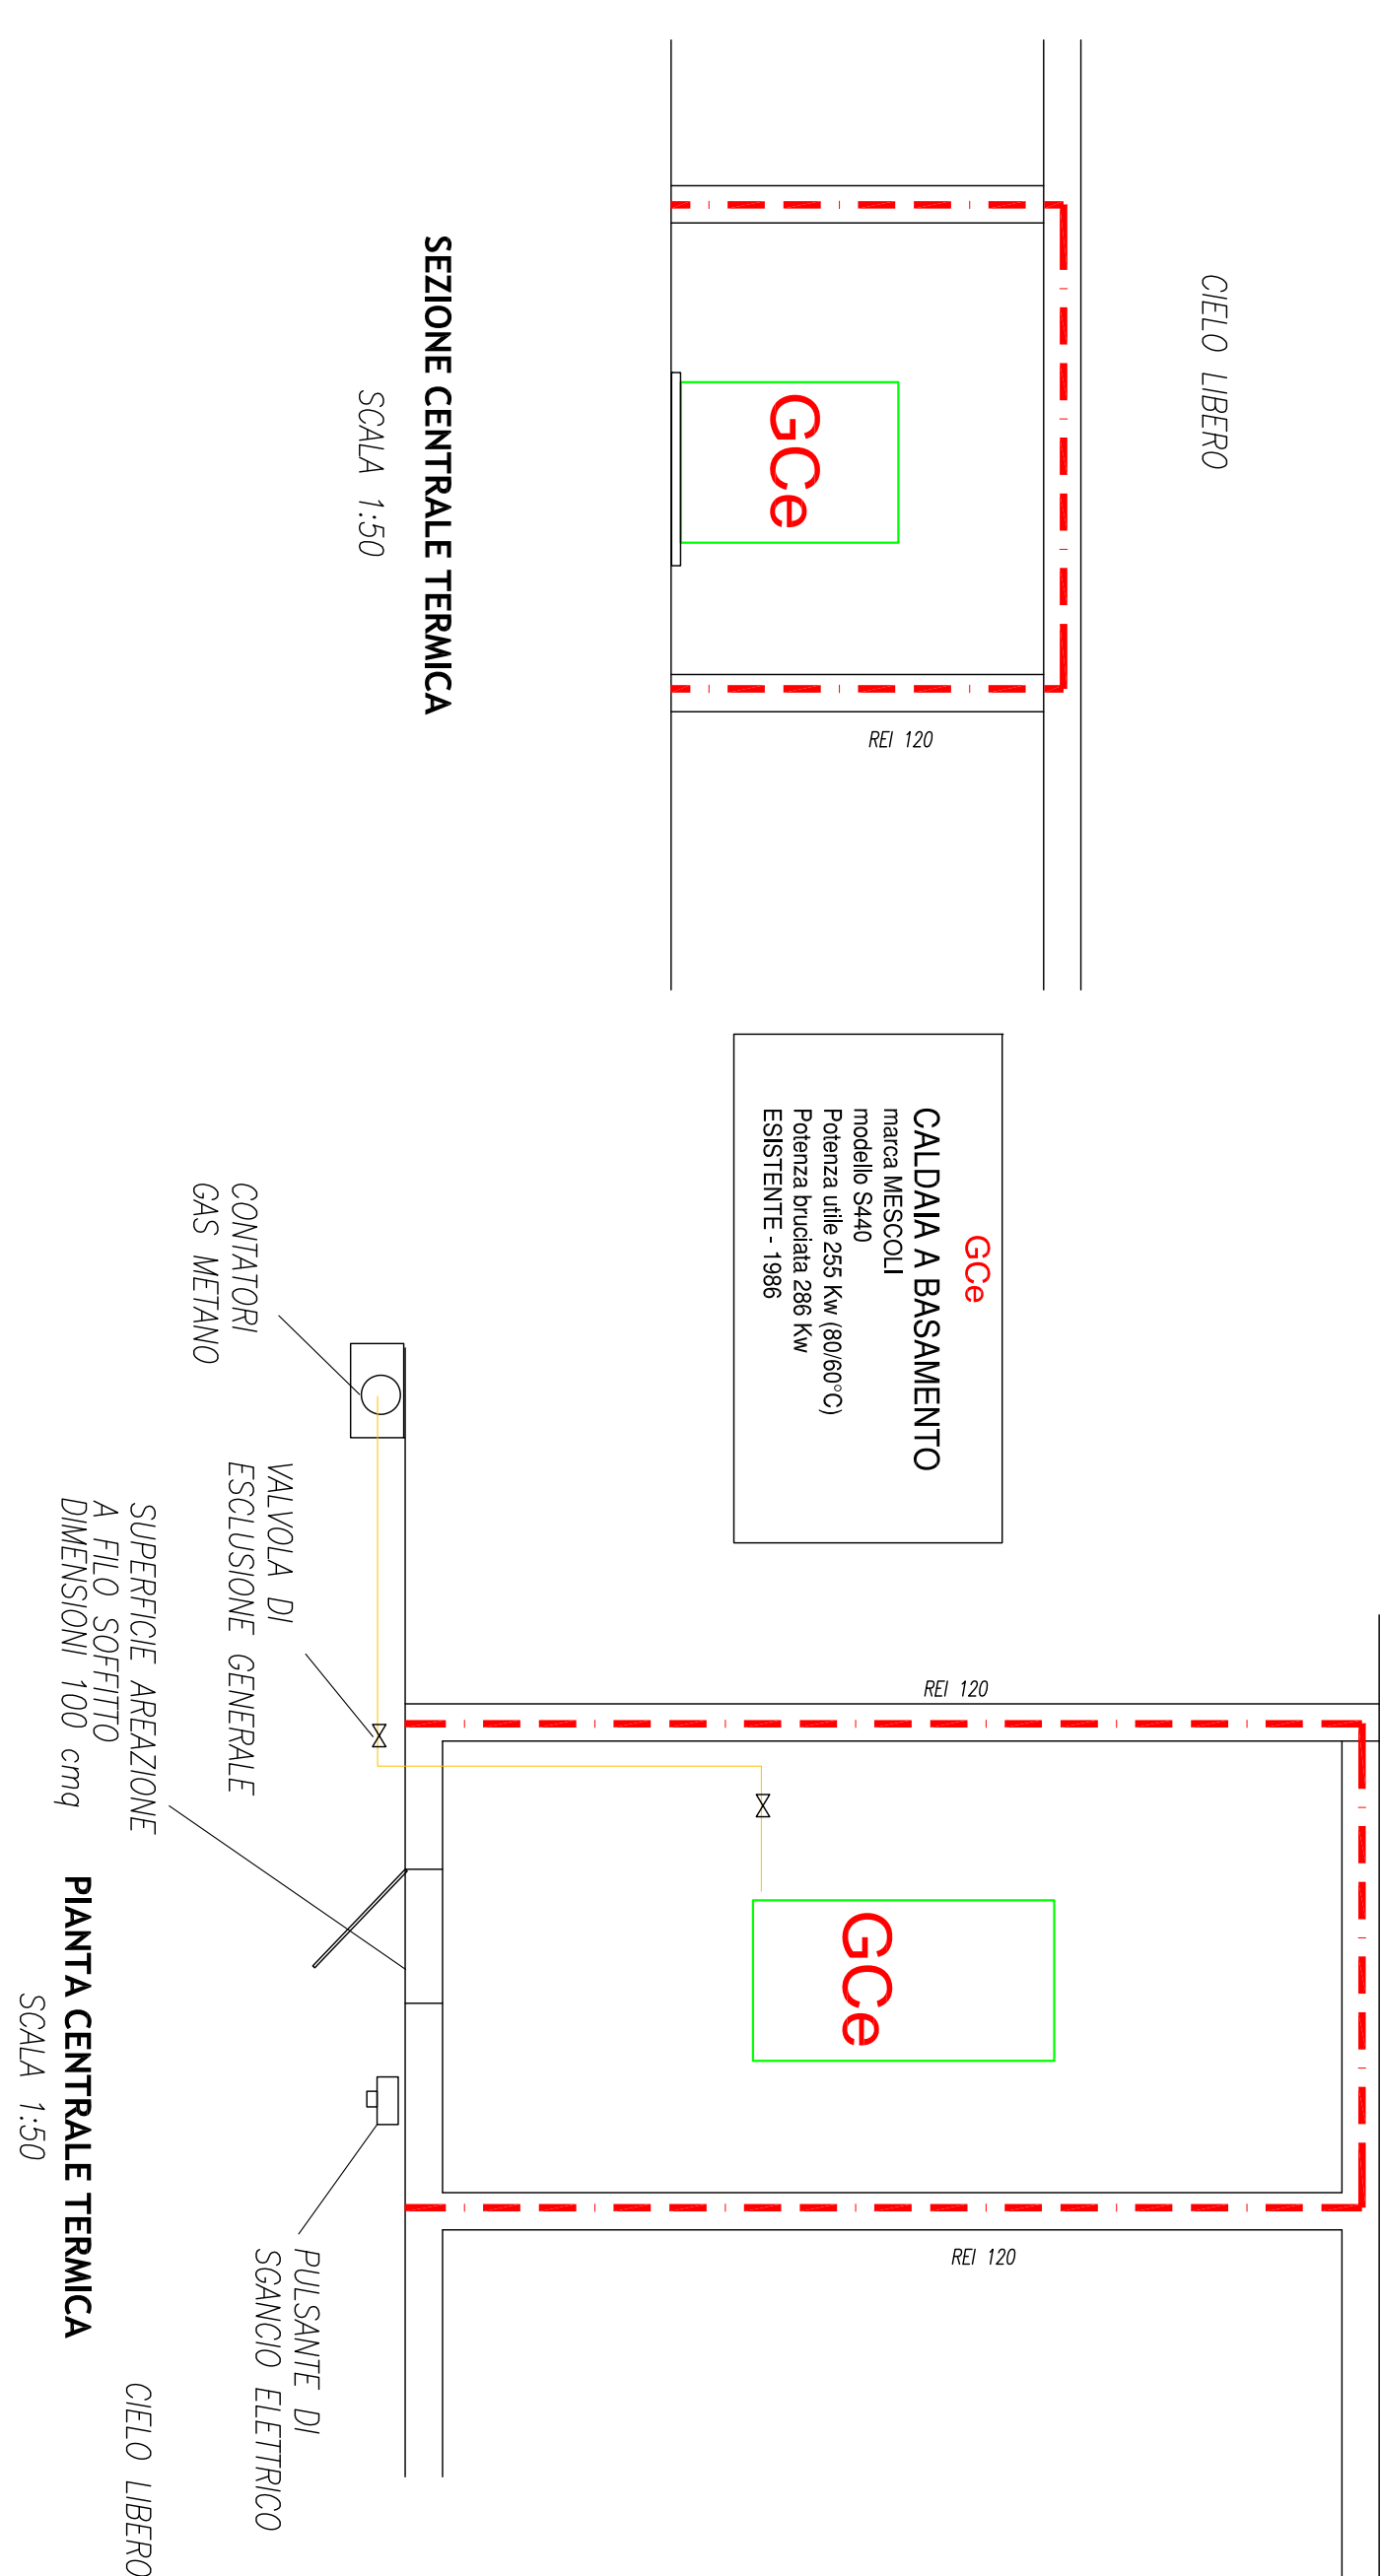 CIELO LIBERO
REI 120
SEZIONE CENTRALE TERMICA
SCALA 1:50
GCe
GCe
CALDAIA A BASAMENTO
marca MESCOLI
modello S440
Potenza utile 255 Kw (80/60°C)
Potenza bruciata 286 Kw
ESISTENTE - 1986
REI 120
REI 120
GCe
CONTATORI
GAS METANO
VALVOLA DI
ESCLUSIONE GENERALE
SUPERFICIE AREAZIONE
A FILO SOFFITTO
DIMENSIONI 100 cmq
PULSANTE DI
SGANCIO ELETTRICO
PIANTA CENTRALE TERMICA
SCALA 1:50
CIELO LIBERO